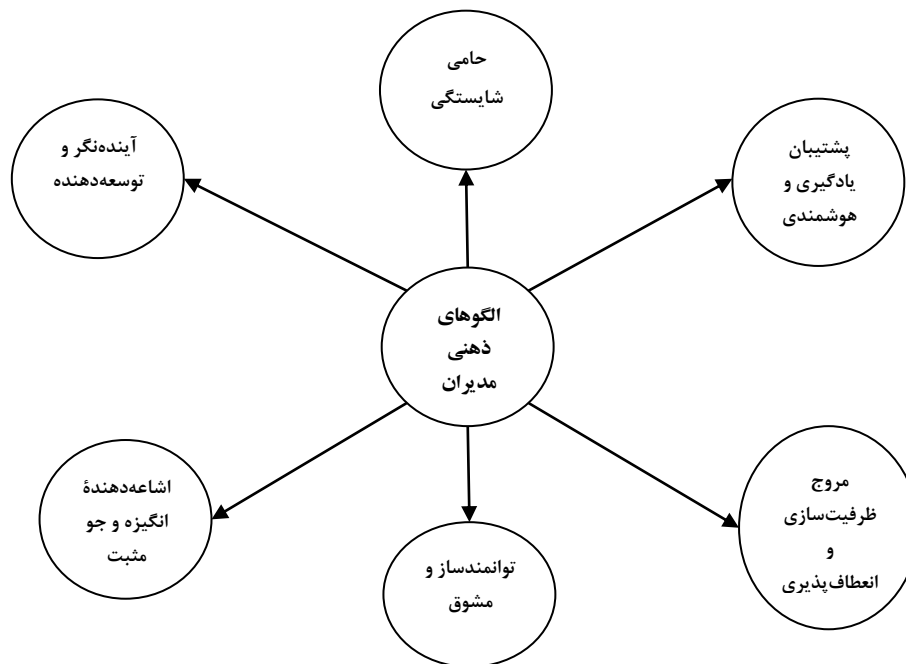 حامی
شایستگی
پشتیبان
یادگیری و
هوشمندی
آینده‌نگر و
توسعه‌دهنده
الگوهای
ذهنی
مدیران
مروج
ظرفیت‌سازی
و
انعطاف‌پذیری
توانمندساز و
مشوق
اشاعه‌دهندۀ
انگیزه و جو
مثبت